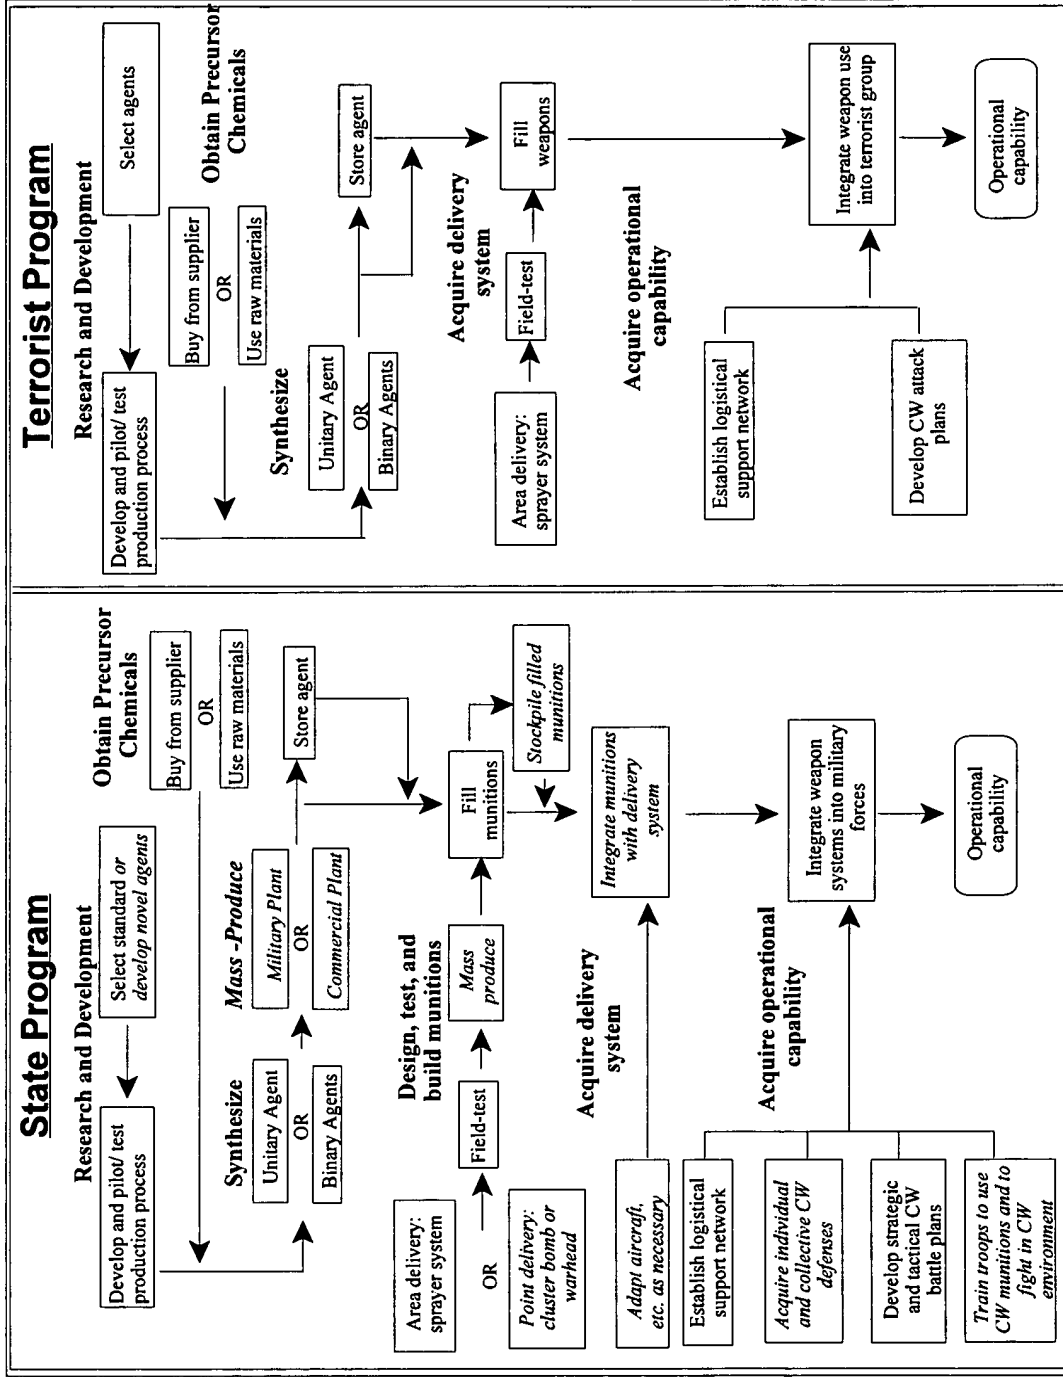 State Program
Research and Development
Select standard or
develop novel agents
Develop and pilot/ test
production process
Obtain Precursor
Chemicals
Buy from supplier
OR
Use raw materials
Synthesize
Unitary Agent
OR
Binary Agents
Mass -Produce
Military Plant
OR
Commercial Plant
Store agent
Design, test, and
build munitions
Area delivery:
sprayer system
OR
Point delivery:
cluster bomb or
warhead
Field-test
Mass
produce
Fill
munitions
Stockpile filled
munitions
Acquire delivery
system
Adapt aircraft,
etc. as necessary
Integrate munitions
with delivery
system
Acquire operational
capability
Establish logistical
support network
Acquire individual
and collective CW
defenses
Develop strategic
and tactical CW
battle plans
Train troops to use
CW munitions and to
fight in CW
environment
Integrate weapon
systems into military
forces
Operational
capability
Terrorist Program
Research and Development
Select agents
Develop and pilot/ test
production process
Obtain Precursor
Chemicals
Buy from supplier
OR
Use raw materials
Synthesize
Unitary Agent
OR
Binary Agents
Store agent
Acquire delivery
system
Area delivery:
sprayer system
Field-test
Fill
weapons
Acquire operational
capability
Establish logistical
support network
Develop CW attack
plans
Integrate weapon use
into terrorist group
Operational
capability